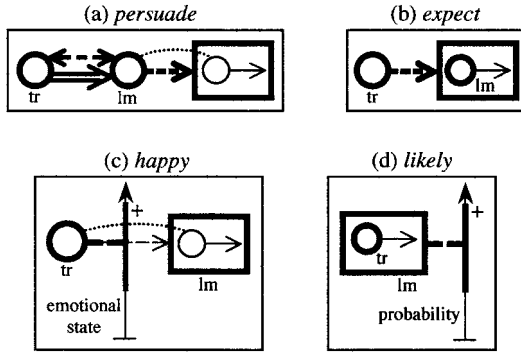 (a) persuade
tr
lm
(b) expect
tr
lm
(c) happy
+
tr
lm
emotional
state
(d) likely
+
tr
lm
probability